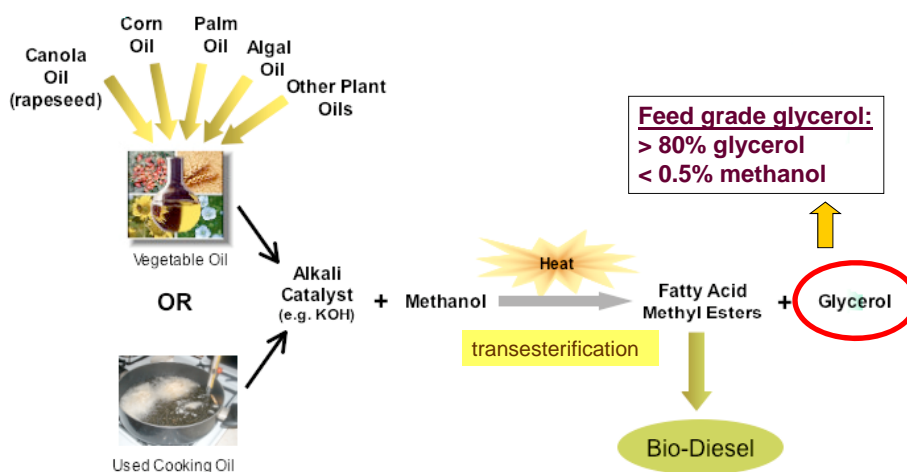 Canola
Oil
(rapeseed)
Corn
Oil
Palm
Oil
Algal
Oil
Other Plant
Oils
Vegetable Oil
OR
Used Cooking Oil
Alkali
Catalyst
(e.g. KOH)
+
Methanol
Heat
transesterification
Fatty Acid
Methyl Esters
+
Glycerol
Feed grade glycerol:
> 80% glycerol
< 0.5% methanol
Bio-Diesel